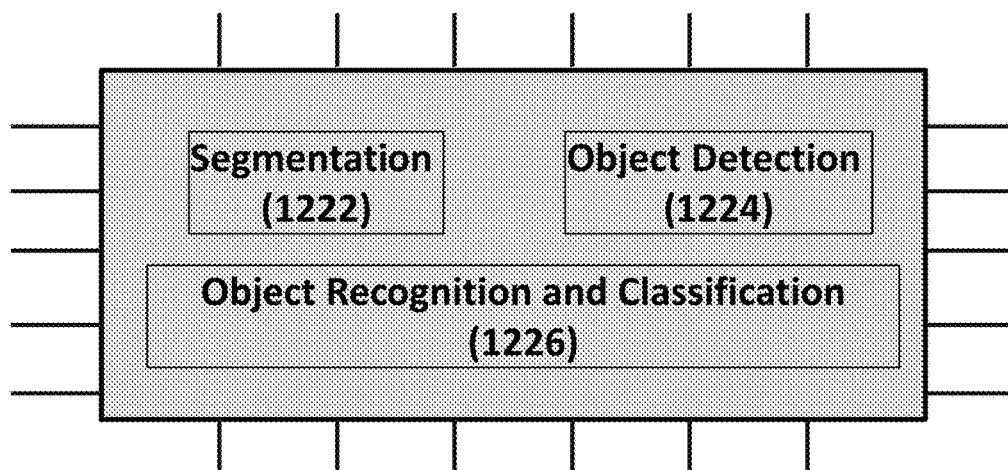 Segmentation
(1222)
Object Detection
(1224)
Object Recognition and Classification
(1226)